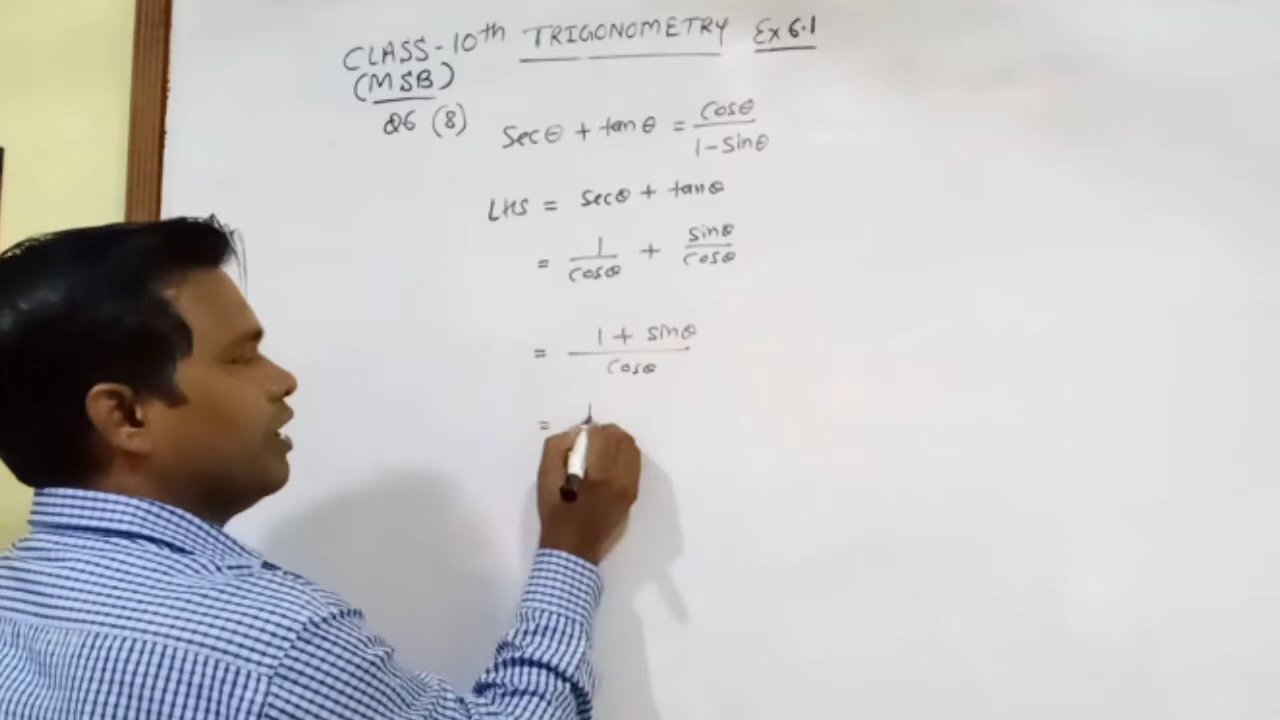 CLASS-10th TRIGONOMETRY Ex 6.1
(MSB)
Q6 (8) Secθ + tanθ = Cosθ / 1-Sinθ
LHS = Secθ + tanθ
= 1/Cosθ + Sinθ/Cosθ
= 1 + Sinθ / Cosθ
=